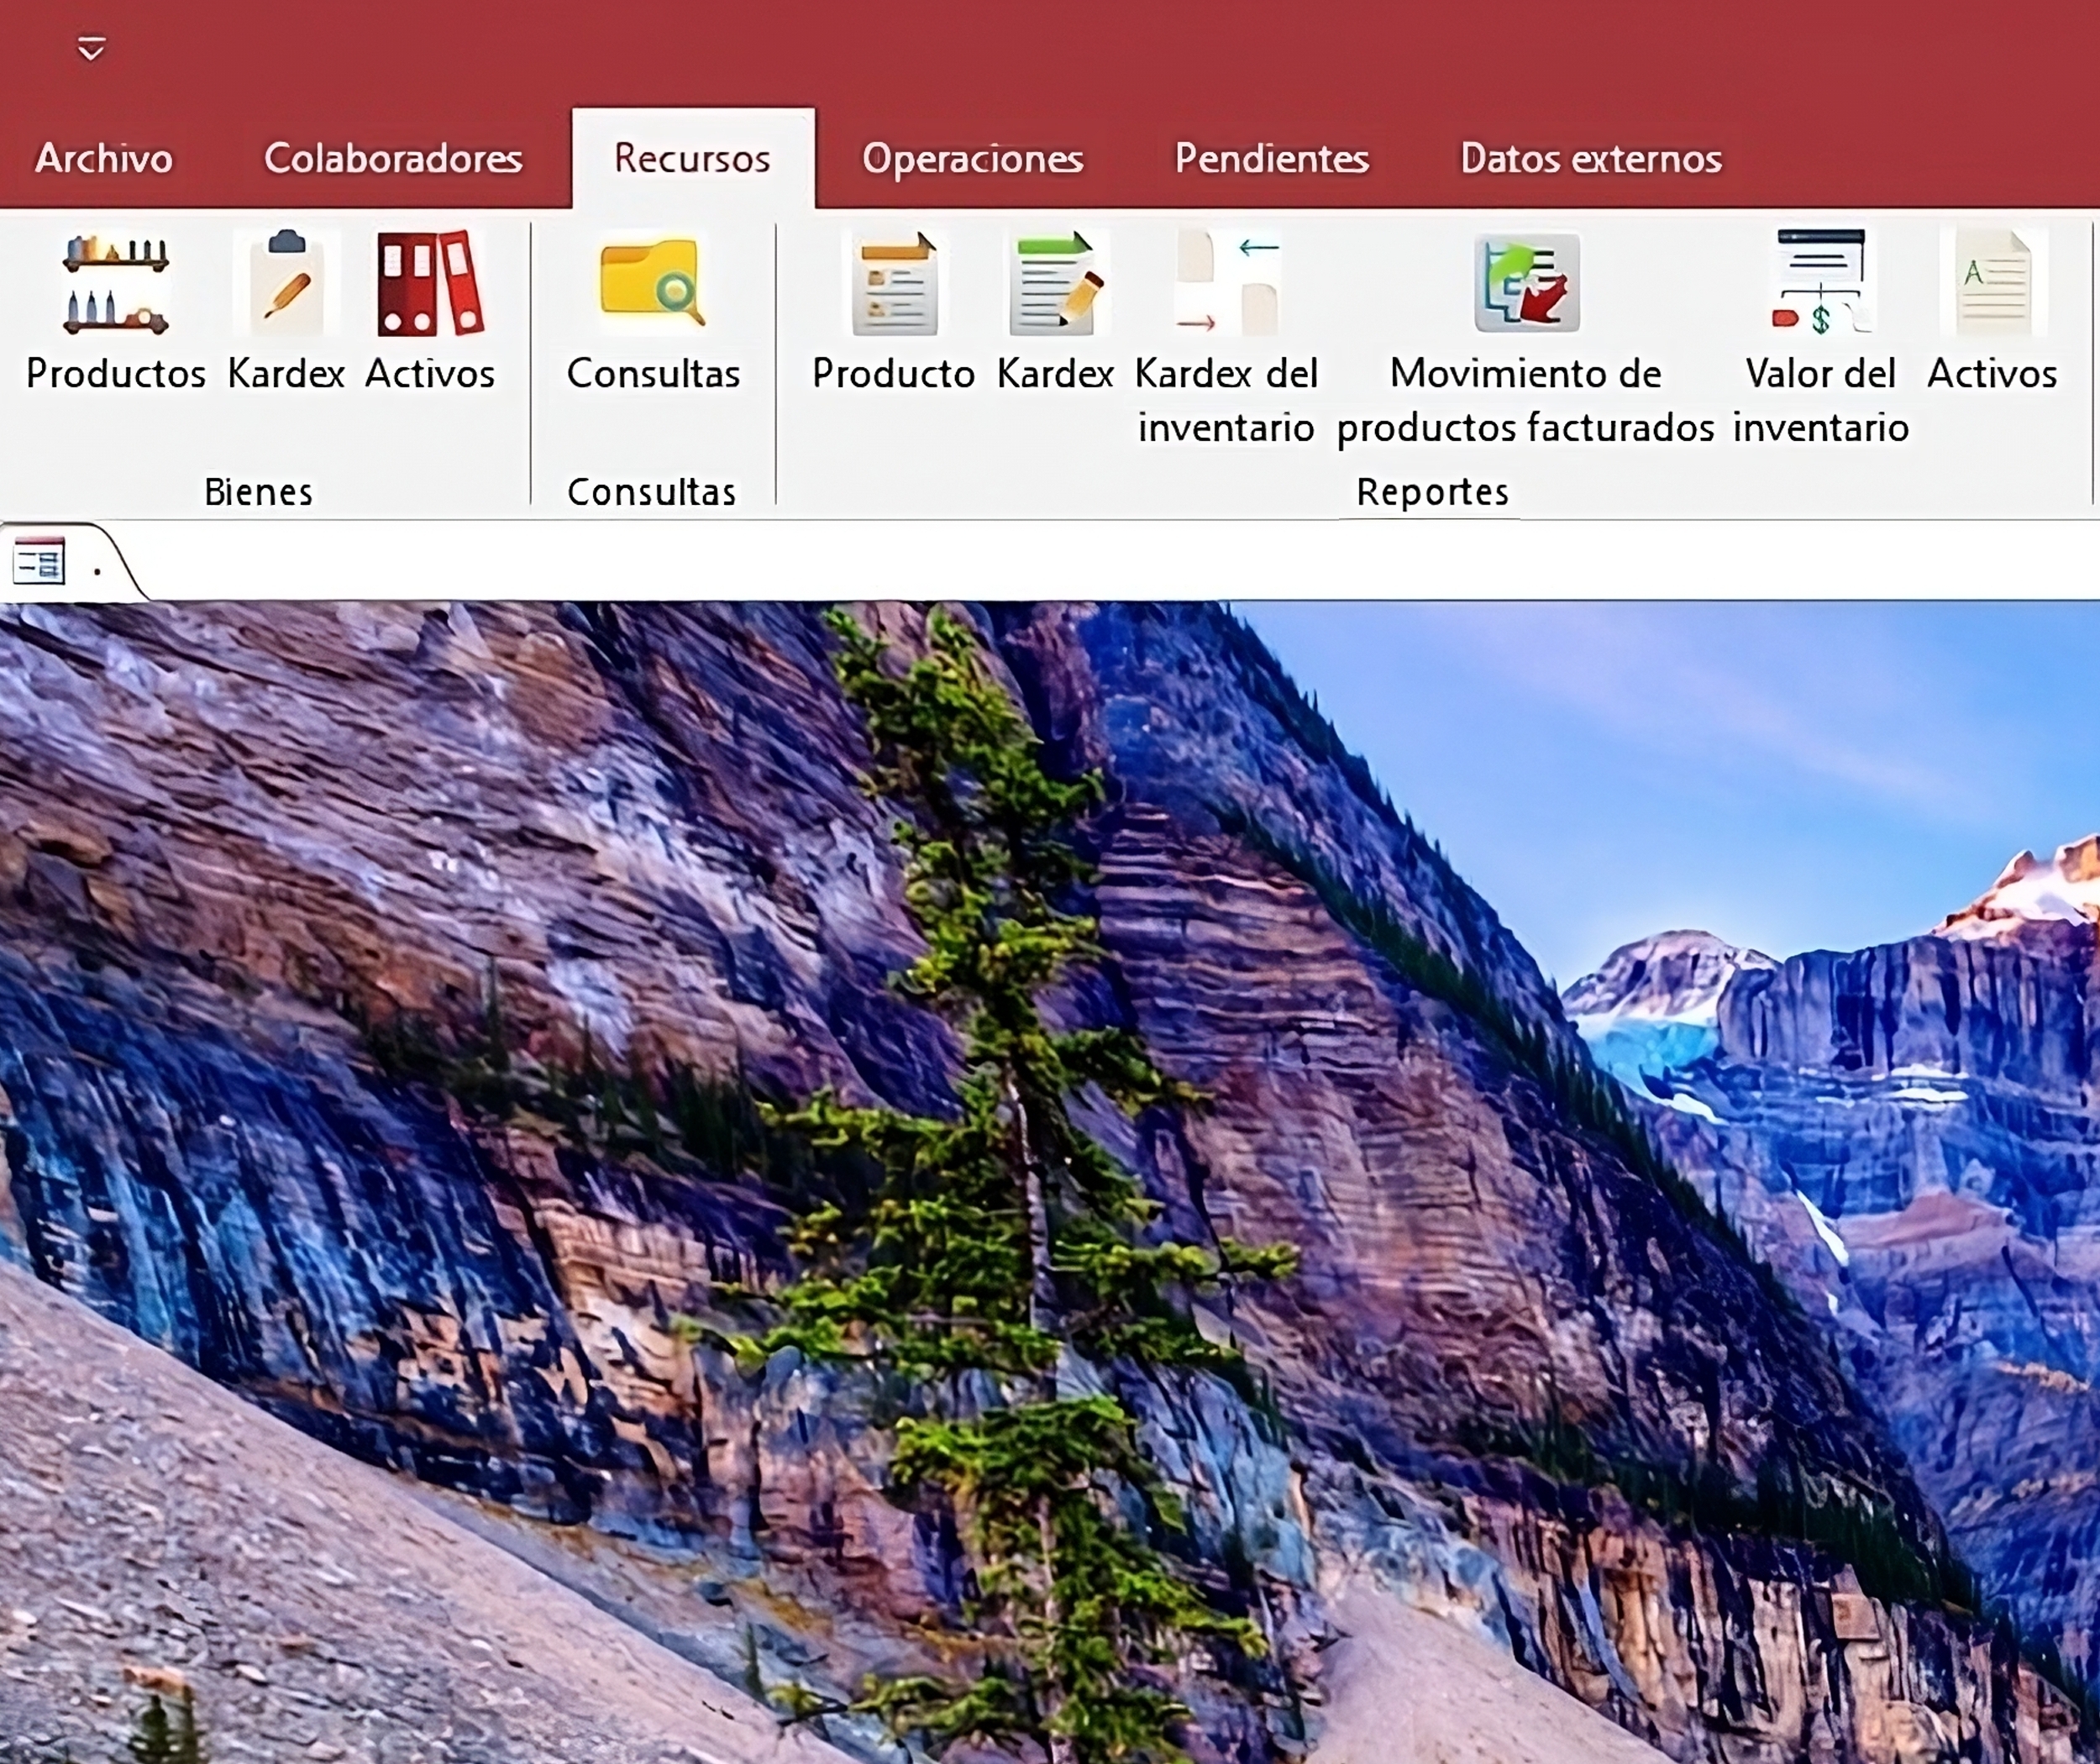 Archivo Colaboradores Recursos Operaciones Pendientes Datos externos
Productos Kardex Activos Consultas Producto Kardex Kardex del Movimiento de Valor del Activos
inventario productos facturados inventario
Bienes Consultas Reportes